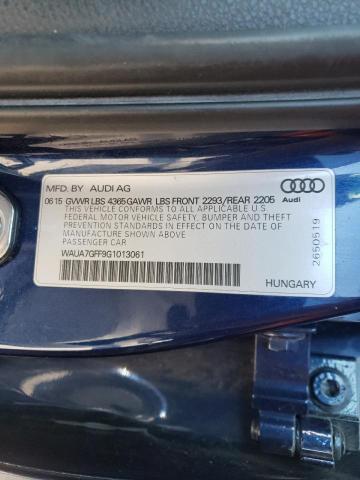 MFD. BY AUDI AG
Audi
06 15 GVWR LBS 4365 GAWR LBS FRONT 2293/REAR 2205
THIS VEHICLE CONFORMS TO ALL APPLICABLE U.S.
FEDERAL MOTOR VEHICLE SAFETY, BUMPER AND THEFT
PREVENTION STANDARDS IN EFFECT ON THE DATE OF
MANUFACTURE SHOWN ABOVE
PASSENGER CAR
WAUA7GFF9G1013061
HUNGARY
2650519